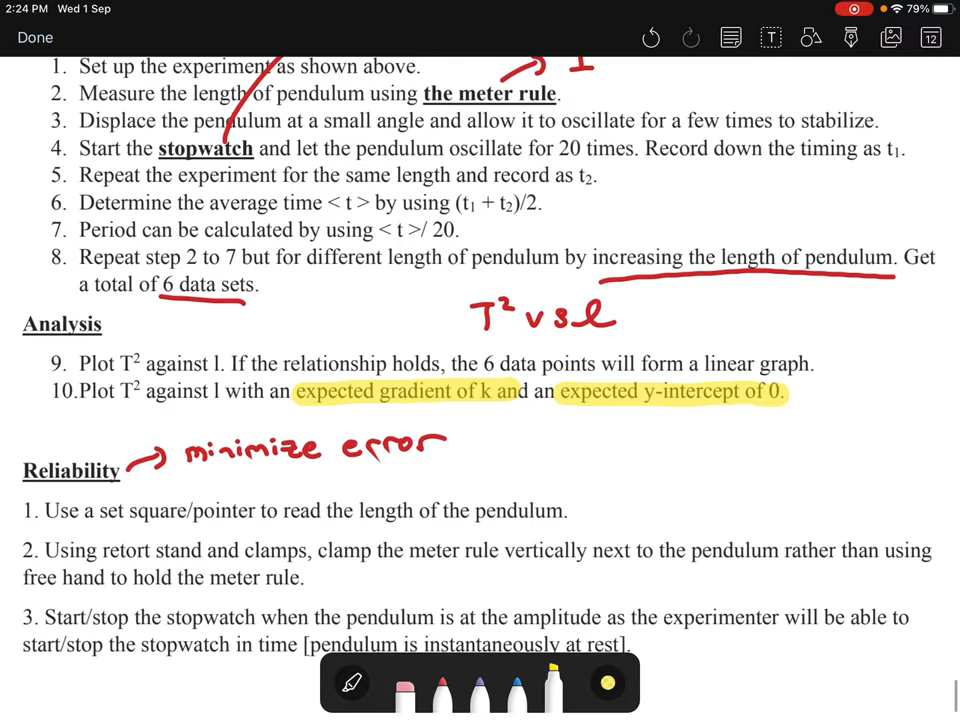 2:24 PM Wed 1 Sep
79%
Done
12
1. Set up the experiment as shown above.
2. Measure the length of pendulum using the meter rule.
3. Displace the pendulum at a small angle and allow it to oscillate for a few times to stabilize.
4. Start the stopwatch and let the pendulum oscillate for 20 times. Record down the timing as t₁.
5. Repeat the experiment for the same length and record as t₂.
6. Determine the average time < t > by using (t₁ + t₂)/2.
7. Period can be calculated by using < t >/ 20.
8. Repeat step 2 to 7 but for different length of pendulum by increasing the length of pendulum. Get
a total of 6 data sets.
T² vs l
Analysis
9. Plot T² against l. If the relationship holds, the 6 data points will form a linear graph.
10.Plot T² against l with an expected gradient of k and an expected y-intercept of 0.
minimize error
Reliability
1. Use a set square/pointer to read the length of the pendulum.
2. Using retort stand and clamps, clamp the meter rule vertically next to the pendulum rather than using
free hand to hold the meter rule.
3. Start/stop the stopwatch when the pendulum is at the amplitude as the experimenter will be able to
start/stop the stopwatch in time [pendulum is instantaneously at rest].